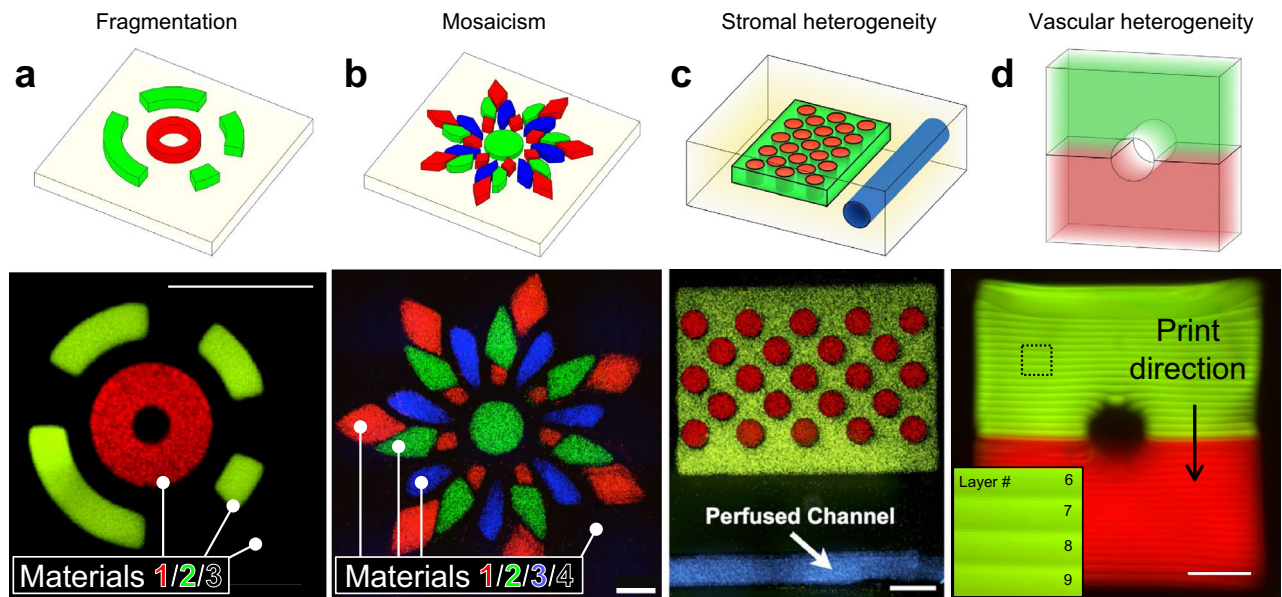 Fragmentation
Mosaicism
Stromal heterogeneity
Vascular heterogeneity
a
b
c
d
Materials 1/2/3
Materials 1/2/3/4
Perfused Channel
Print
direction
Layer #
6
7
8
9